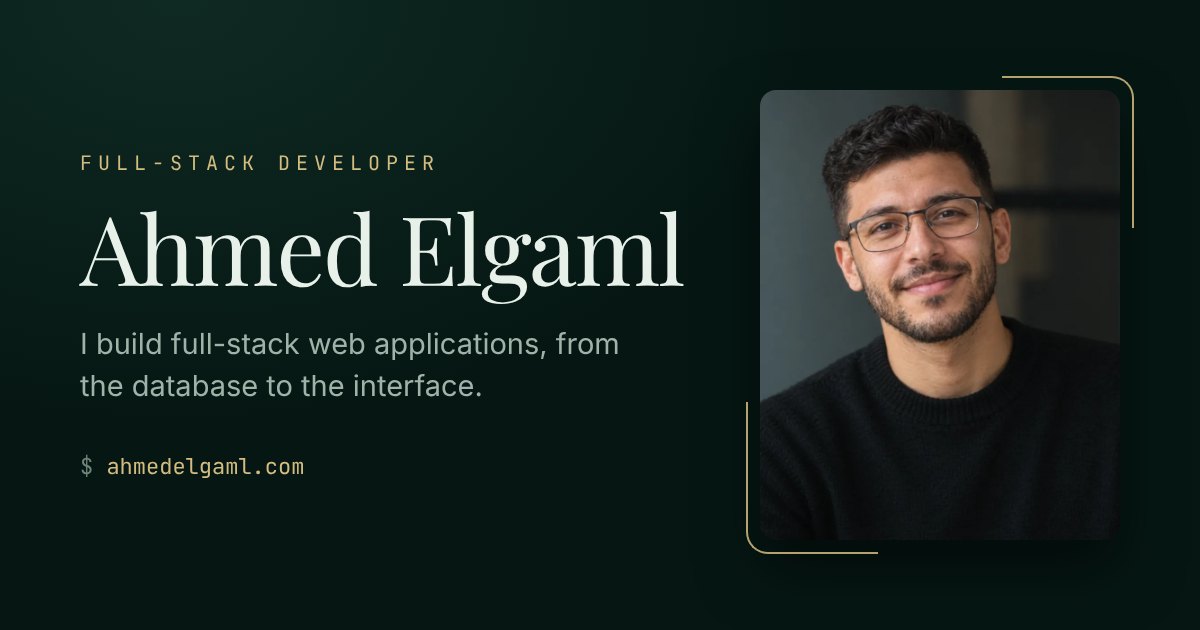 FULL-STACK DEVELOPER
Ahmed Elgaml
I build full-stack web applications, from
the database to the interface.
$ ahmedelgaml.com